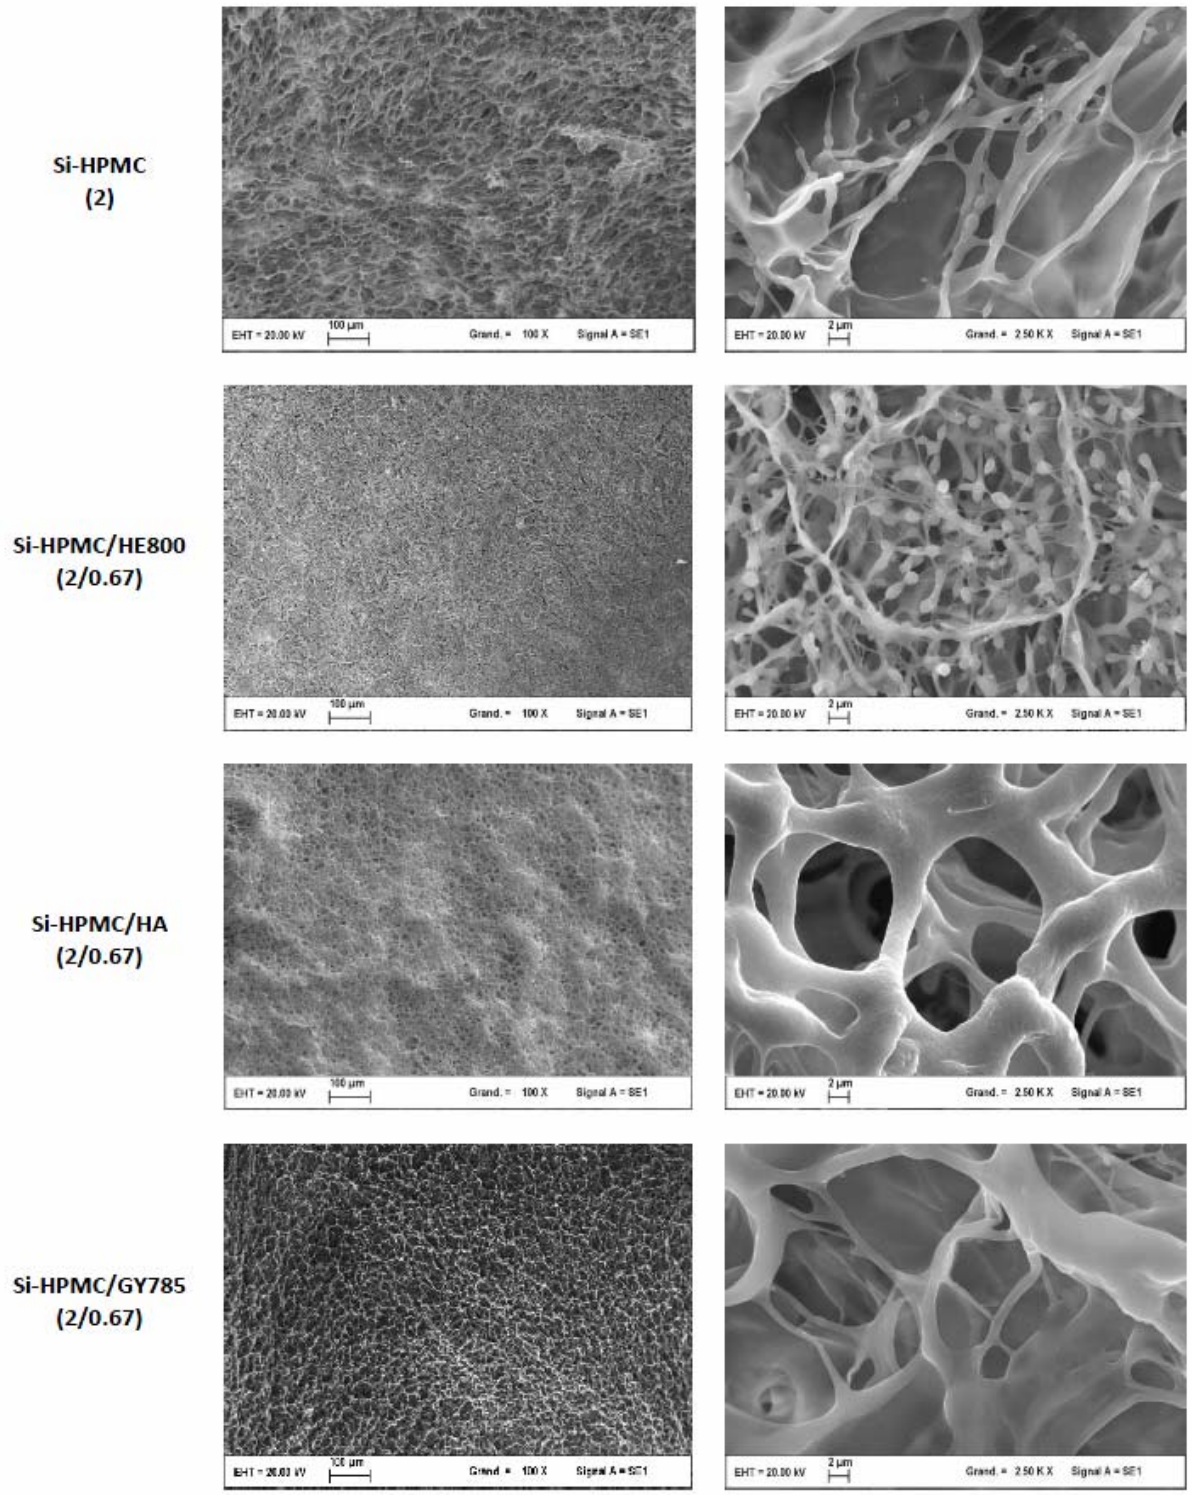 Si-HPMC
(2)
EHT = 20.00 kV 100 µm Grand. = 100 X Signal A = SE1
EHT = 20.00 kV 2 µm Grand. = 2.50 K X Signal A = SE1
Si-HPMC/HE800
(2/0.67)
EHT = 20.00 kV 100 µm Grand. = 100 X Signal A = SE1
EHT = 20.00 kV 2 µm Grand. = 2.50 K X Signal A = SE1
Si-HPMC/HA
(2/0.67)
EHT = 20.00 kV 100 µm Grand. = 100 X Signal A = SE1
EHT = 20.00 kV 2 µm Grand. = 2.50 K X Signal A = SE1
Si-HPMC/GY785
(2/0.67)
EHT = 20.00 kV 100 µm Grand. = 100 X Signal A = SE1
EHT = 20.00 kV 2 µm Grand. = 2.50 K X Signal A = SE1